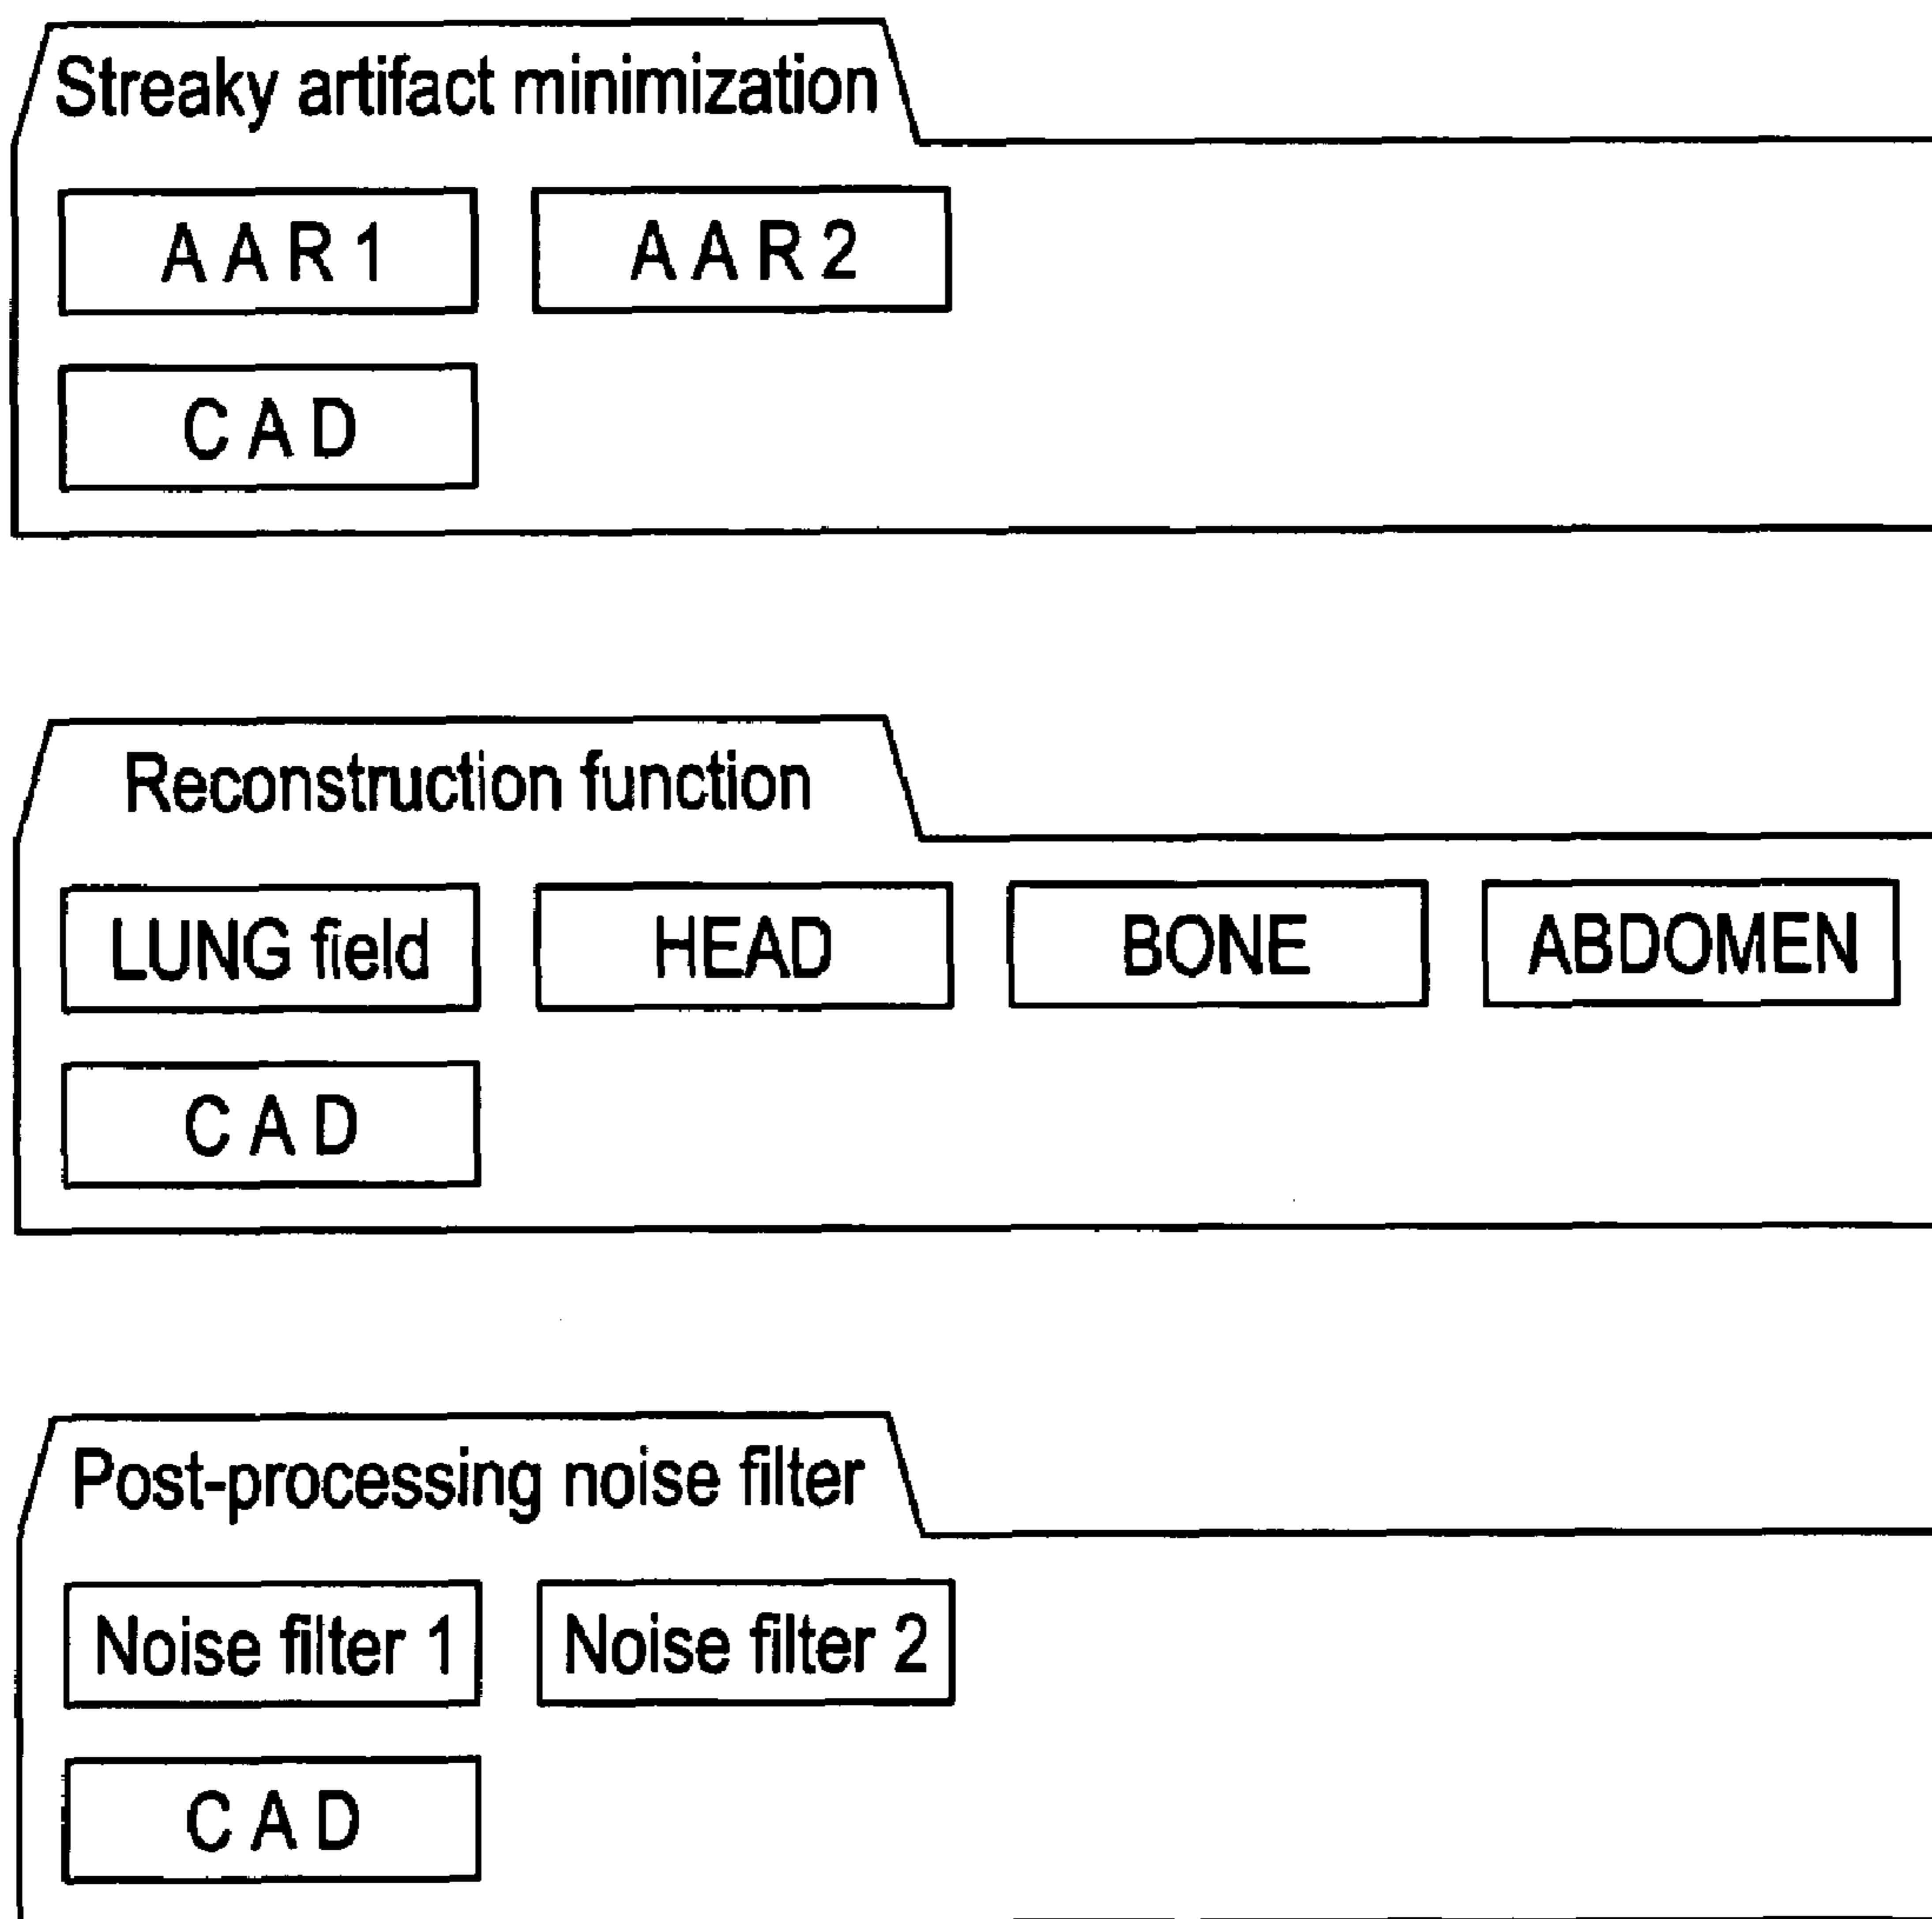 Streaky artifact minimization
AAR1 AAR2
CAD
Reconstruction function
LUNG field HEAD BONE ABDOMEN
CAD
Post-processing noise filter
Noise filter 1 Noise filter 2
CAD